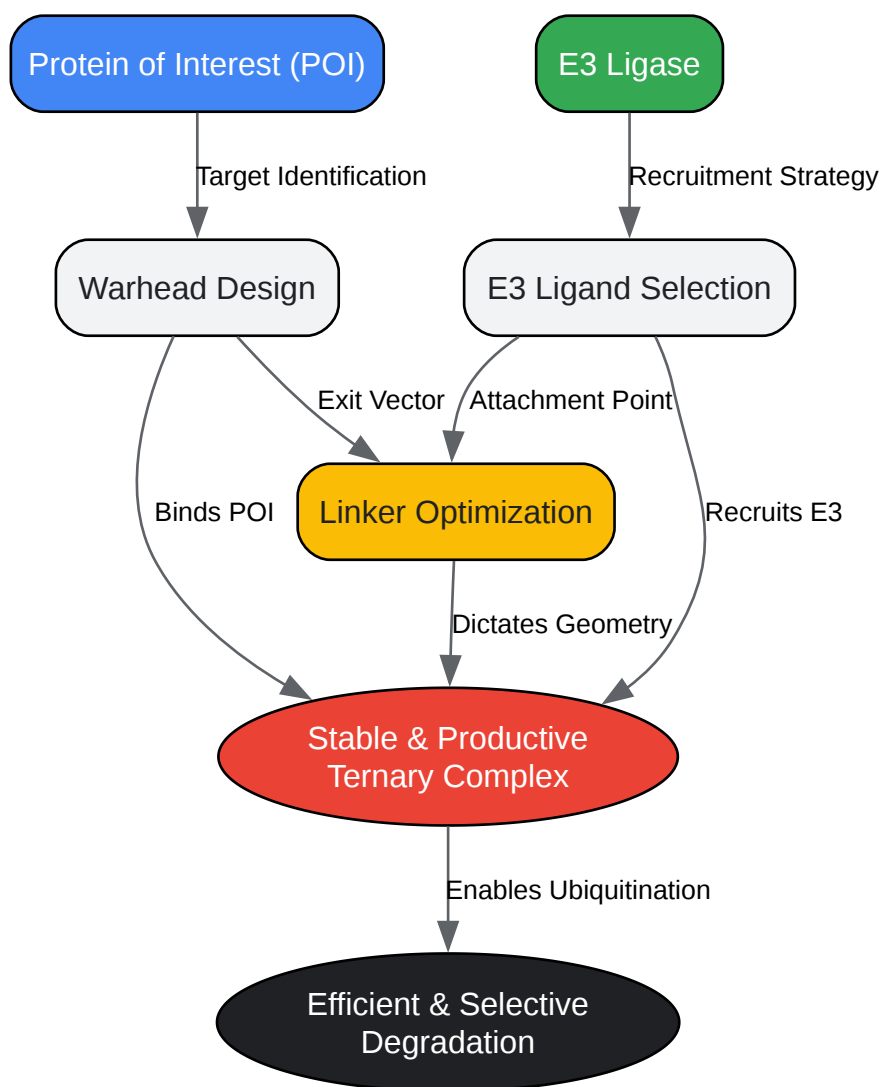 Protein of Interest (POI)
E3 Ligase
Target Identification
Recruitment Strategy
Warhead Design
E3 Ligand Selection
Exit Vector
Attachment Point
Binds POI
Linker Optimization
Recruits E3
Dictates Geometry
Stable & Productive
Ternary Complex
Enables Ubiquitination
Efficient & Selective
Degradation